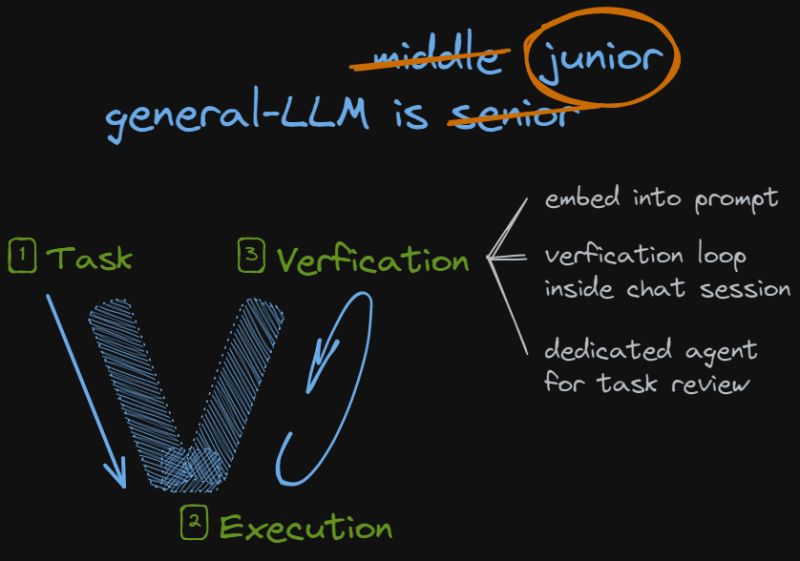 middle junior
general-LLM is senior
embed into prompt
1 Task
3 Verfication
verfication loop
inside chat session
dedicated agent
for task review
2 Execution